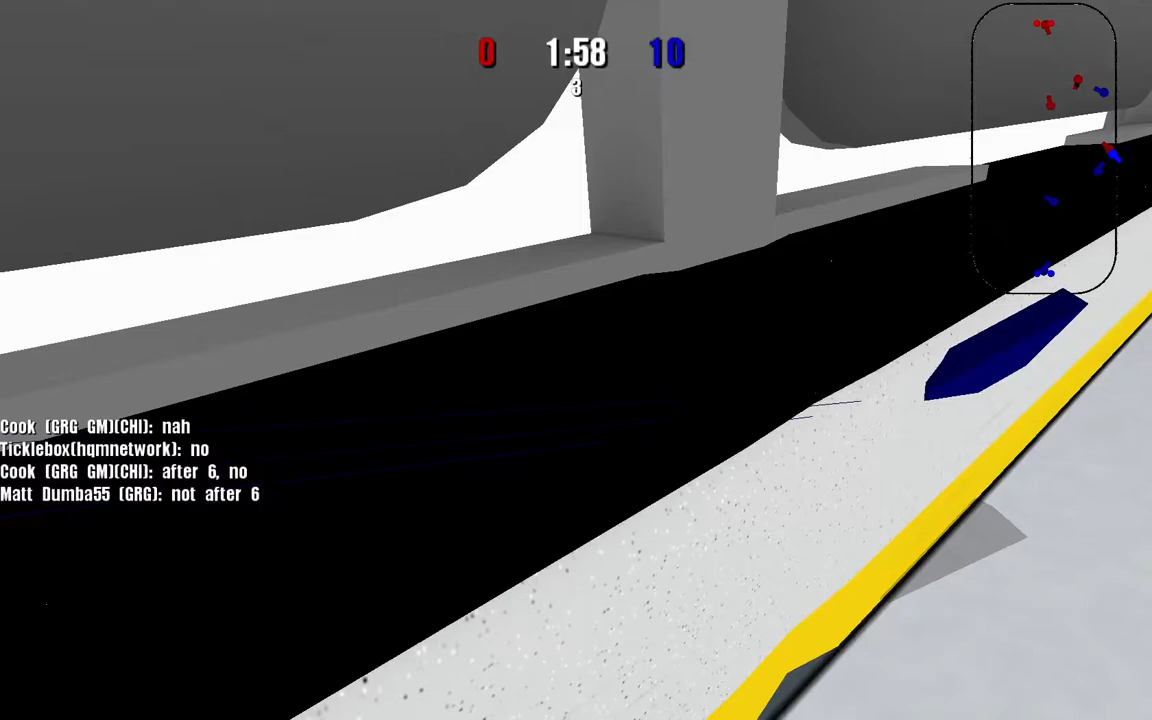 0 1:58 10
3
Cook [GRG GM](CHI): nah
Ticklebox(hqmnetwork): no
Cook [GRG GM](CHI): after 6, no
Matt Dumba55 [GRG]: not after 6